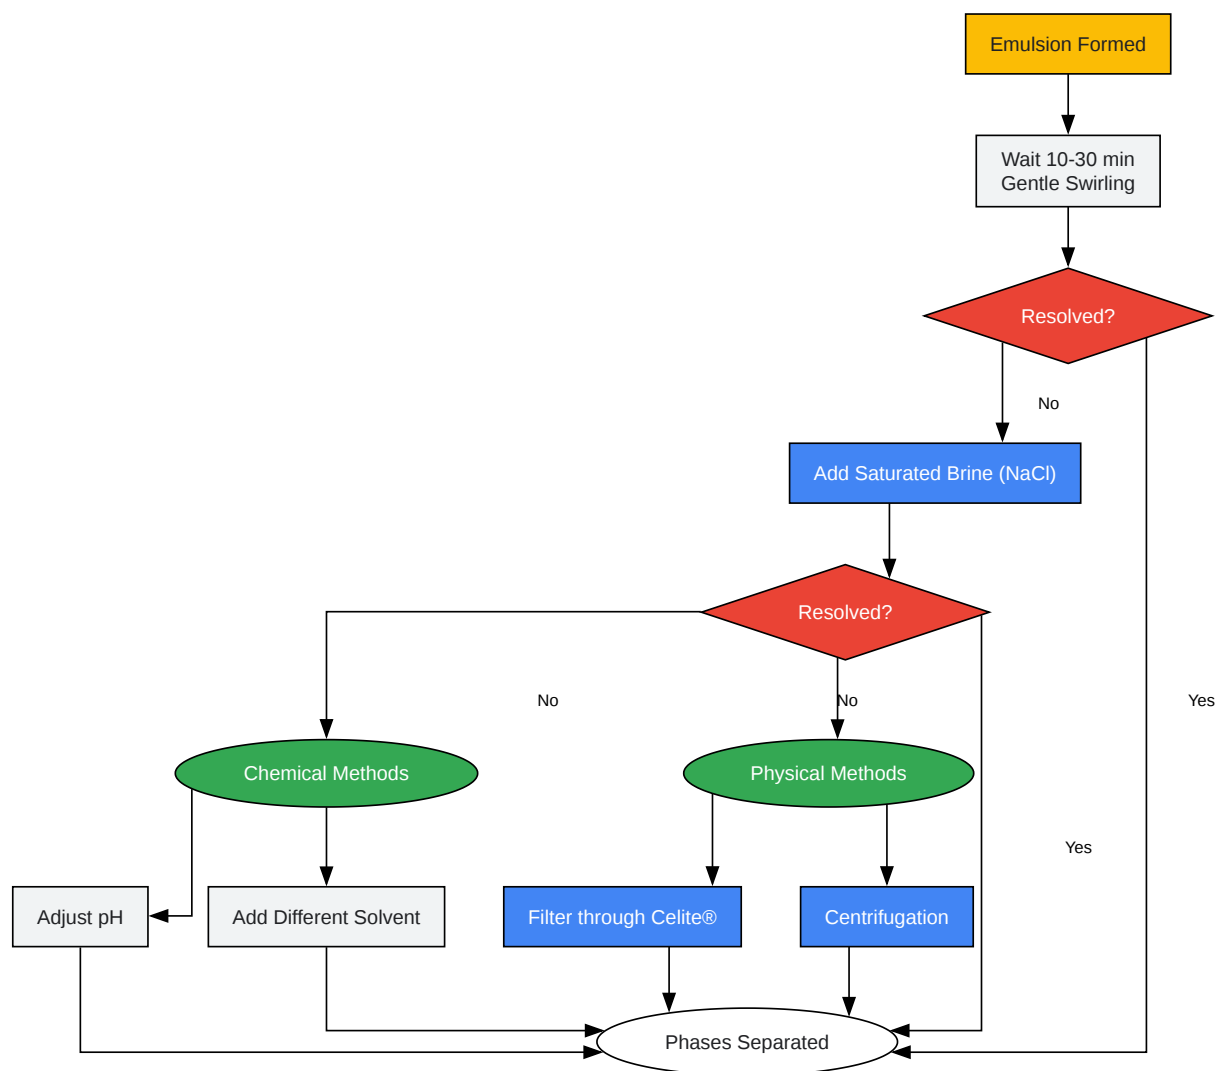 Emulsion Formed
Wait 10-30 min
Gentle Swirling
Resolved?
No
Add Saturated Brine (NaCl)
Resolved?
No
No
Yes
Chemical Methods
Physical Methods
Yes
Adjust pH
Add Different Solvent
Filter through Celite®
Centrifugation
Phases Separated